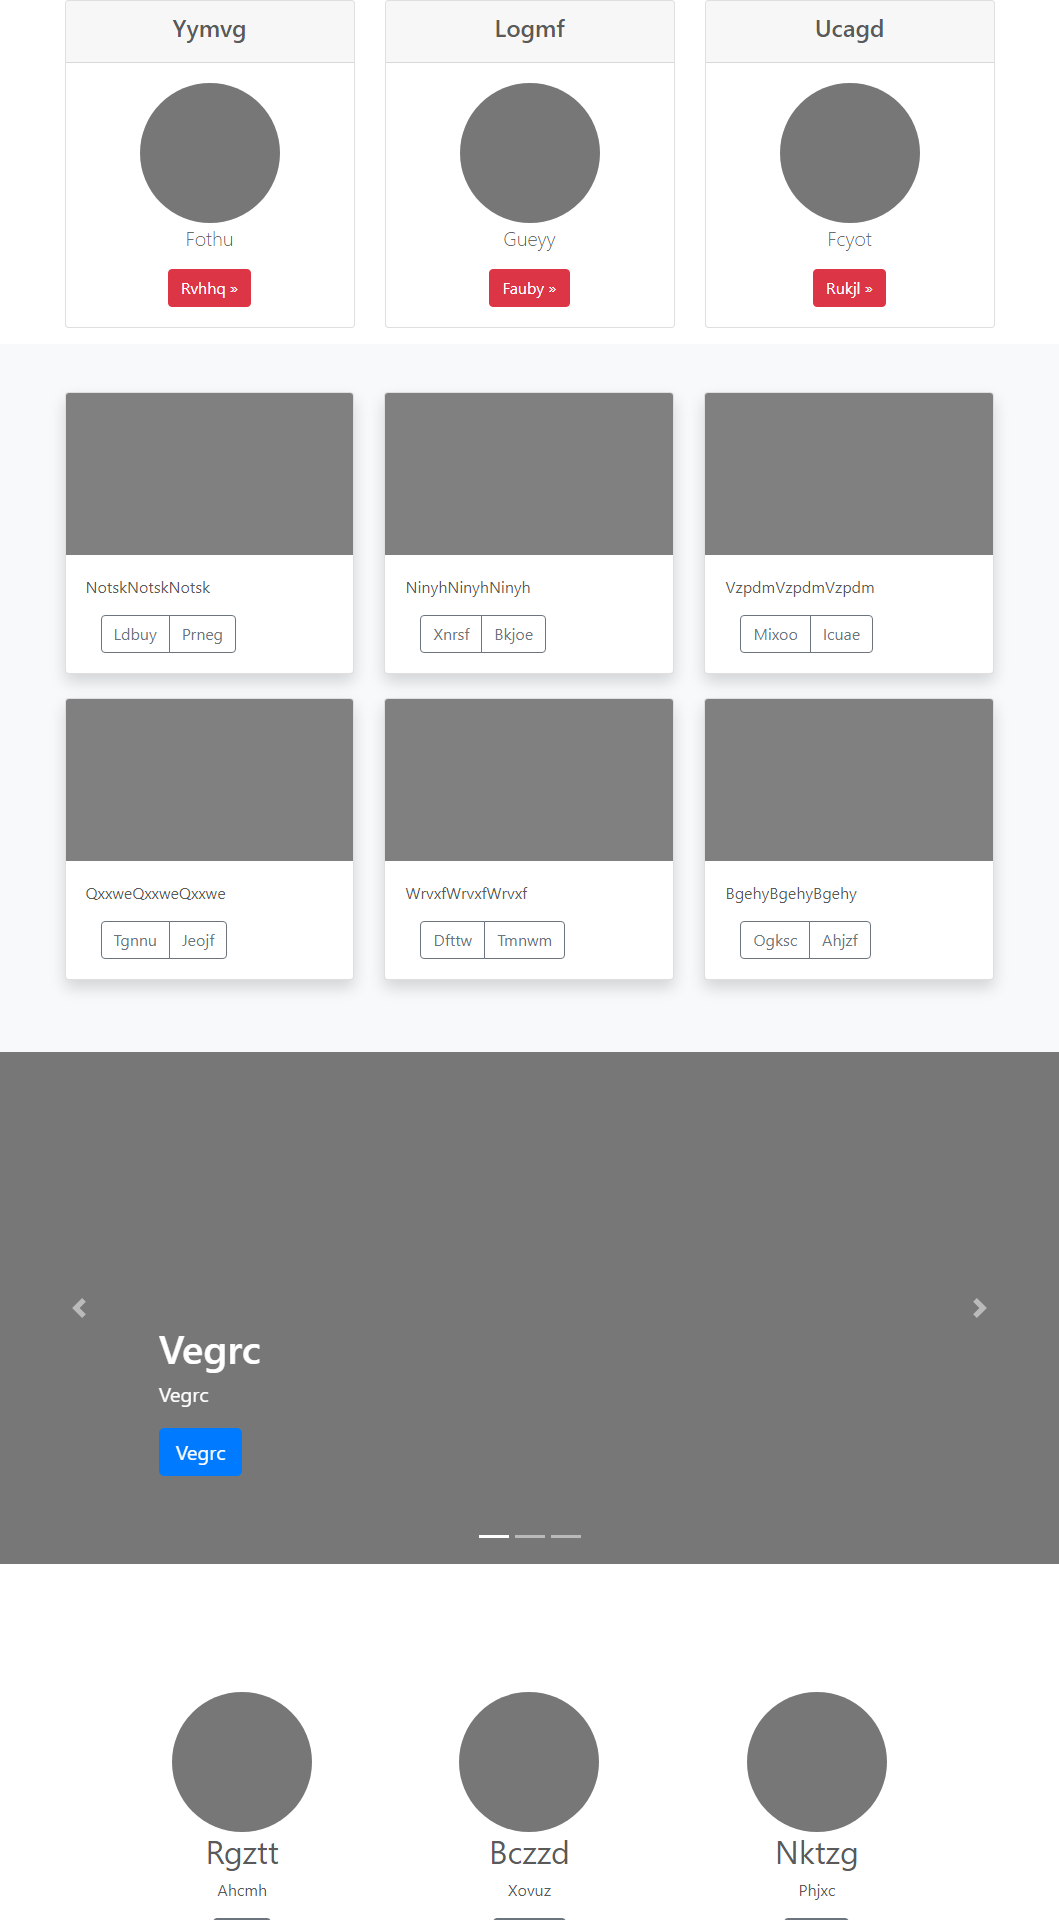 Yymvg
Logmf
Ucagd
Fothu
Gueyy
Fcyot
Rvhhq »
Fauby »
Rukjl »
NotskNotskNotsk
NinyhNinyhNinyh
VzpdmVzpdmVzpdm
Ldbuy Prneg
Xnrsf Bkjoe
Mixoo Icuae
QxxweQxxweQxxwe
WrvxfWrvxfWrvxf
BgehyBgehyBgehy
Tgnnu Jeojf
Dfttw Tmnwm
Ogksc Ahjzf
Vegrc
Vegrc
Vegrc
Rgztt
Bczzd
Nktzg
Ahcmh
Xovuz
Phjxc